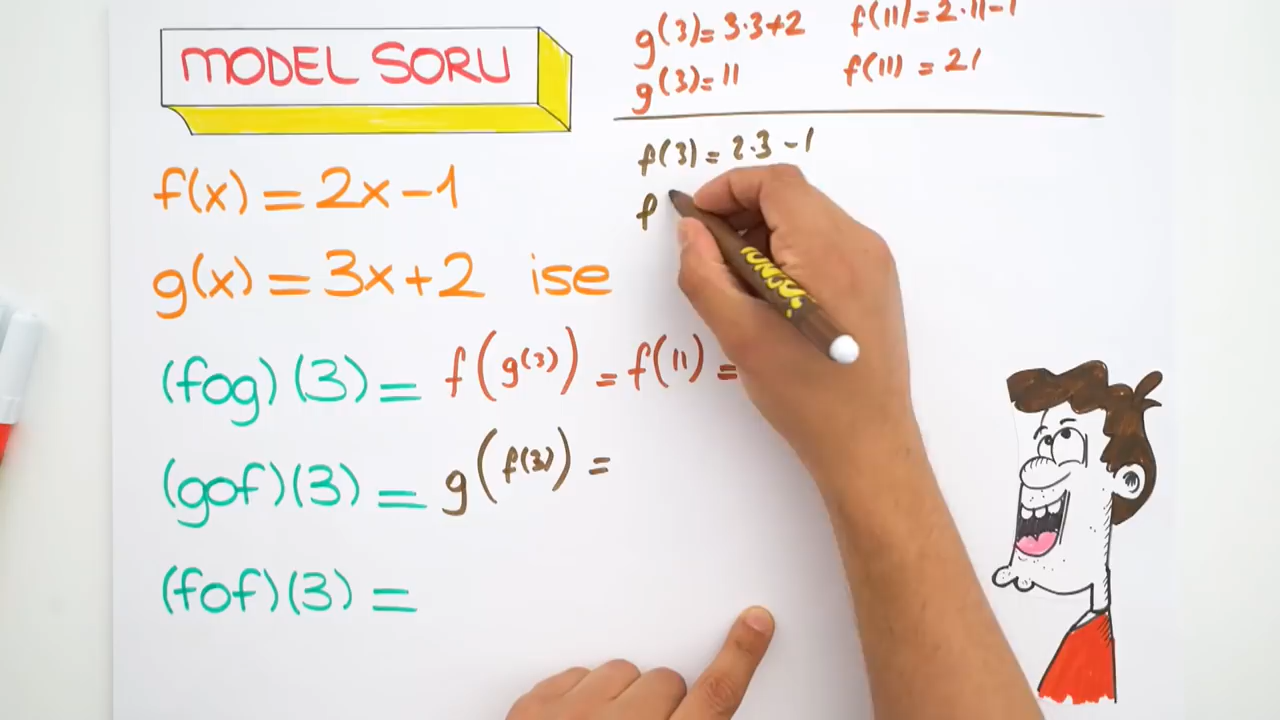 MODEL SORU
g(3)=3·3+2 f(11)=2·11-1
g(3)=11 f(11)=21
f(3)=2·3-1
f
f(x)=2x-1
g(x)=3x+2 ise
(fog)(3)= f(g(3))=f(11)=
(gof)(3)= g(f(3))=
(fof)(3)=